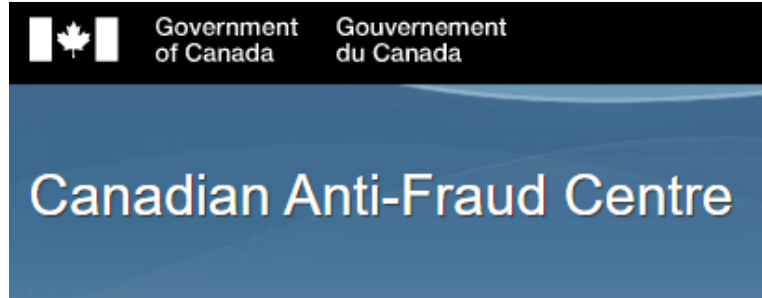 Government Gouvernement
of Canada du Canada
Canadian Anti-Fraud Centre